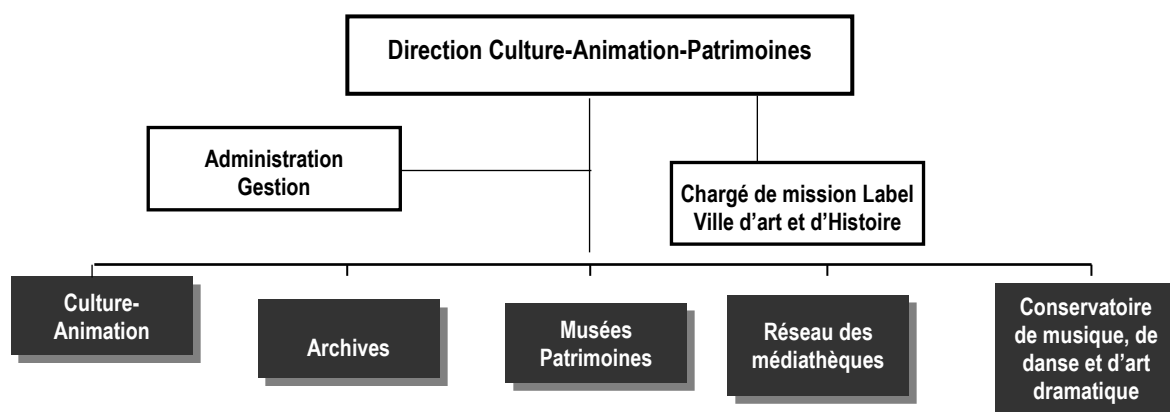 Direction Culture-Animation-Patrimoines
Administration
Gestion
Chargé de mission Label
Ville d’art et d’Histoire
Culture-
Animation
Archives
Musées
Patrimoines
Réseau des
médiathèques
Conservatoire
de musique, de
danse et d’art
dramatique